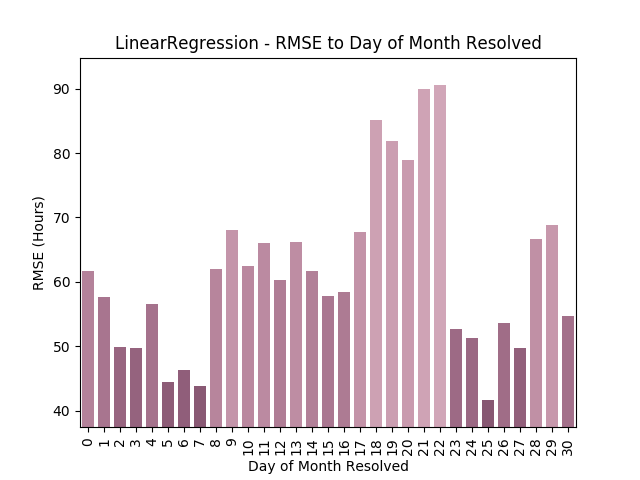 LinearRegression - RMSE to Day of Month Resolved
90
80
70
60
50
40
RMSE (Hours)
0 1 2 3 4 5 6 7 8 9 10 11 12 13 14 15 16 17 18 19 20 21 22 23 24 25 26 27 28 29 30
Day of Month Resolved